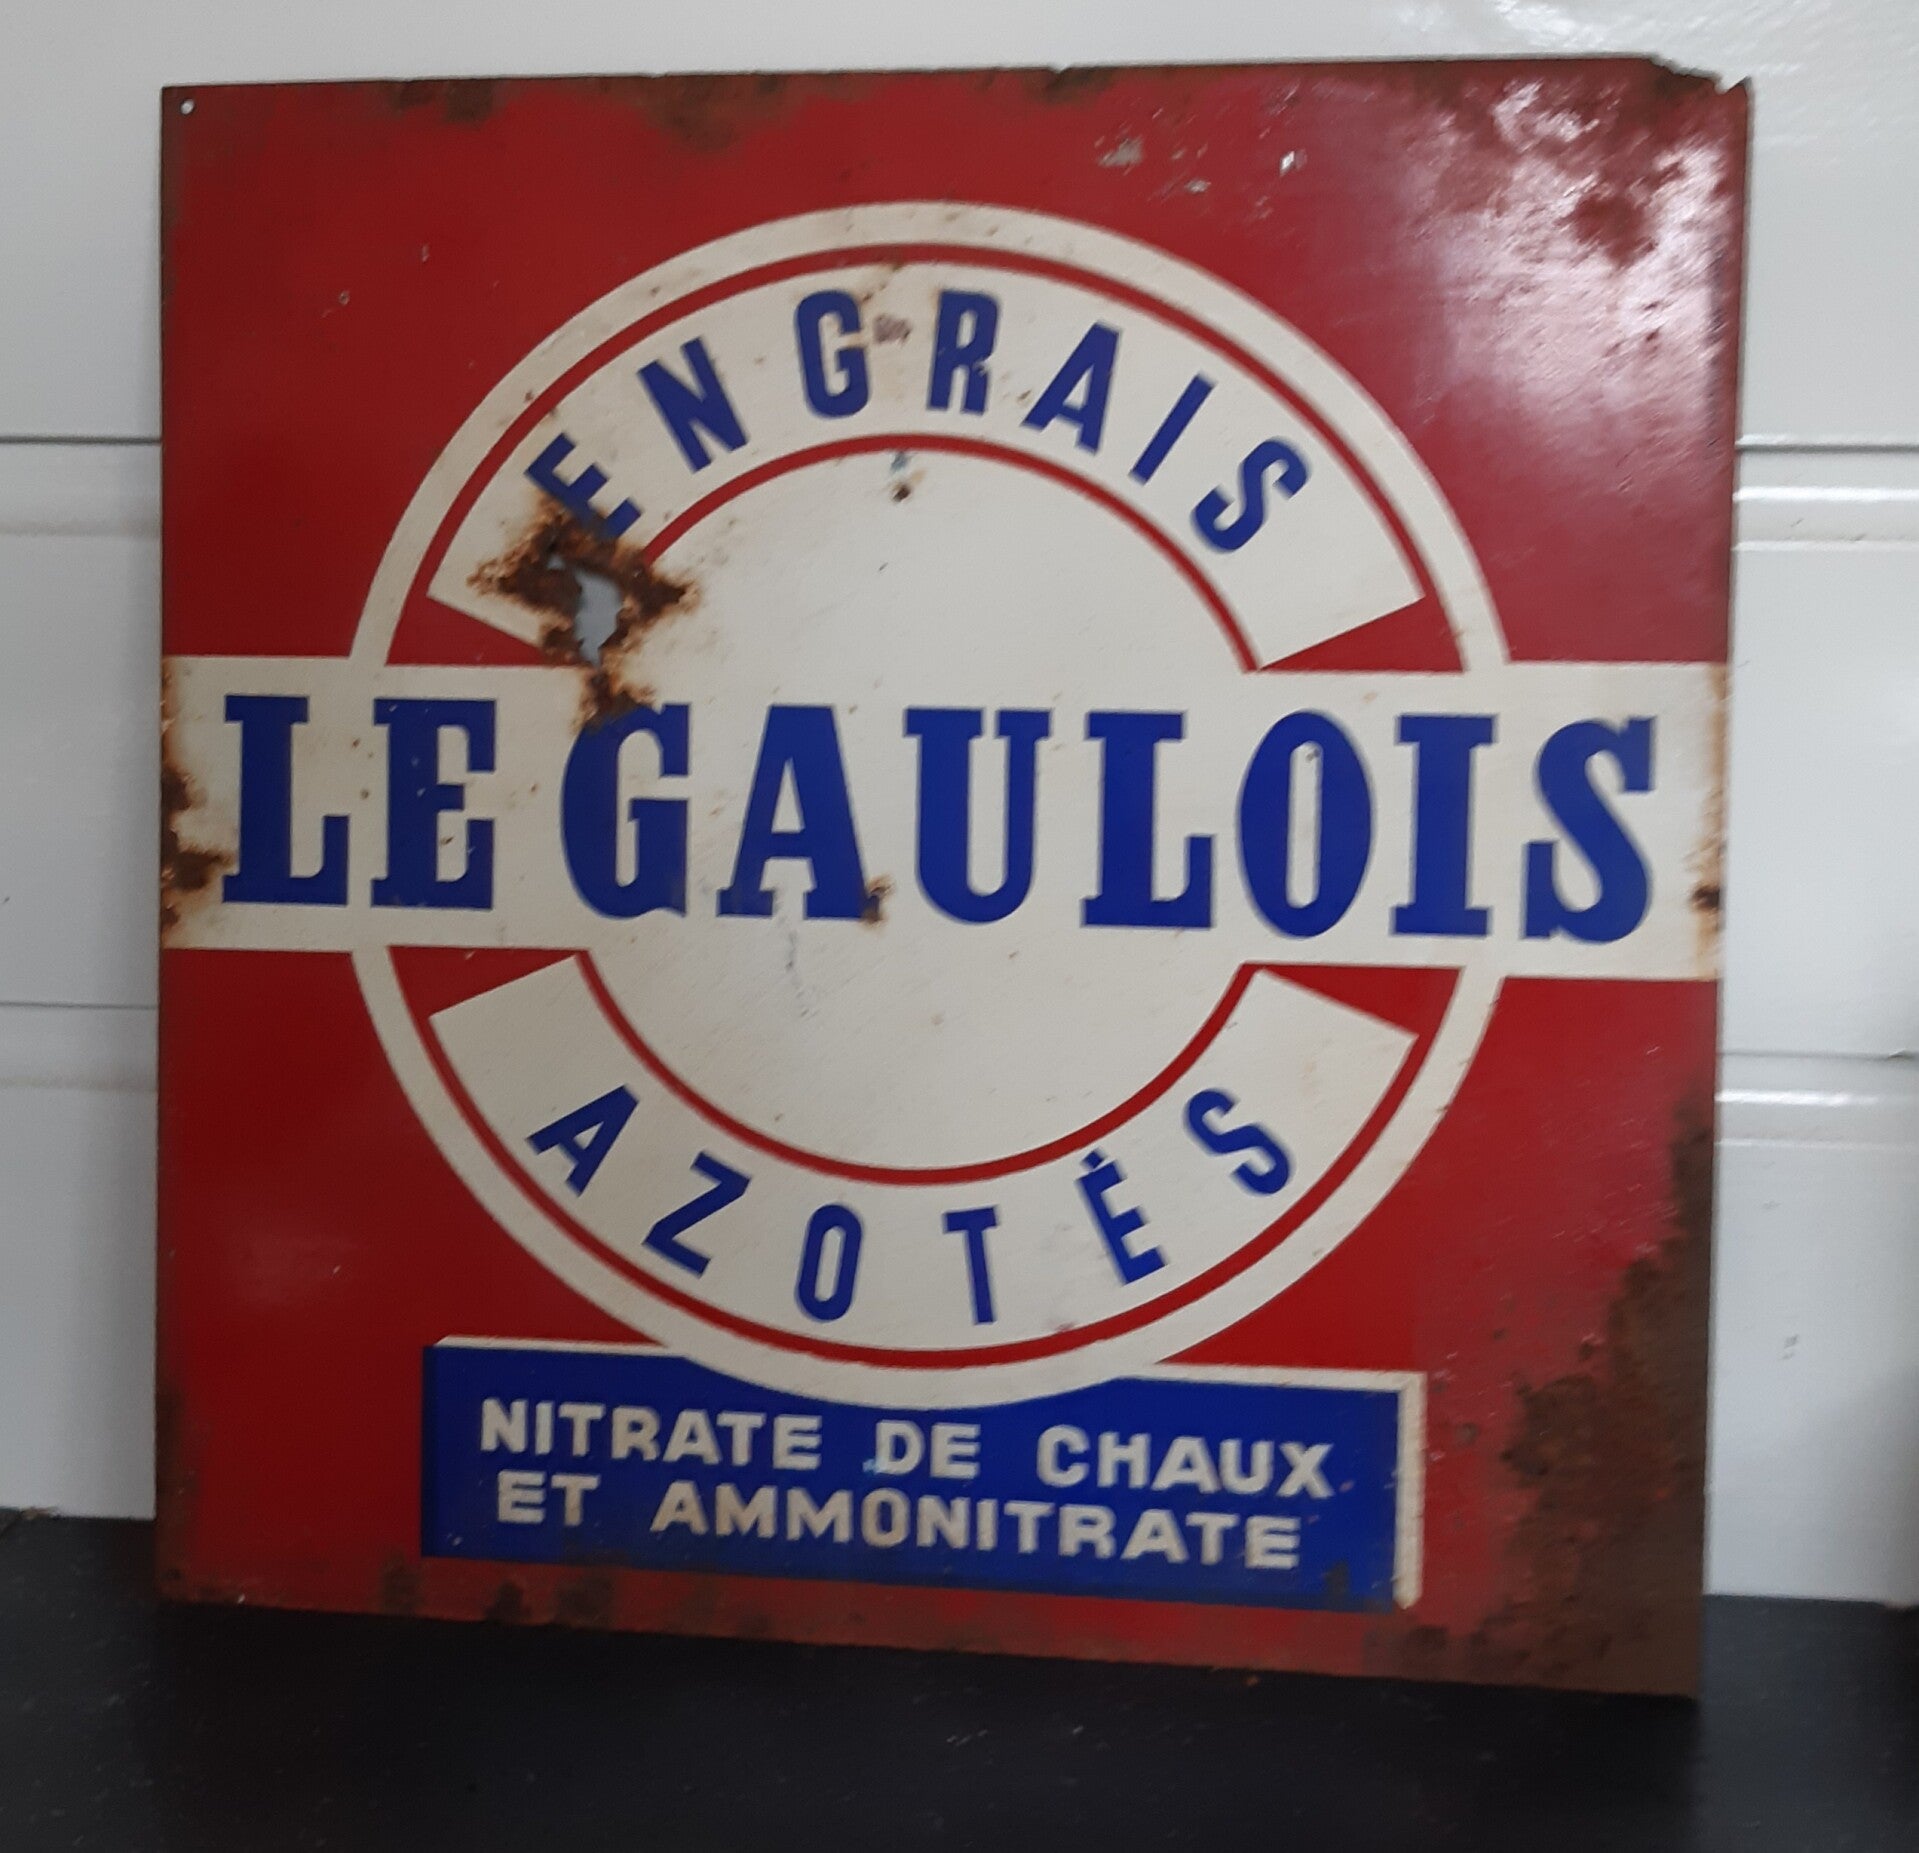 ENGRAIS
LE GAULOIS
AZOTÉS
NITRATE DE CHAUX
ET AMMONITRATE